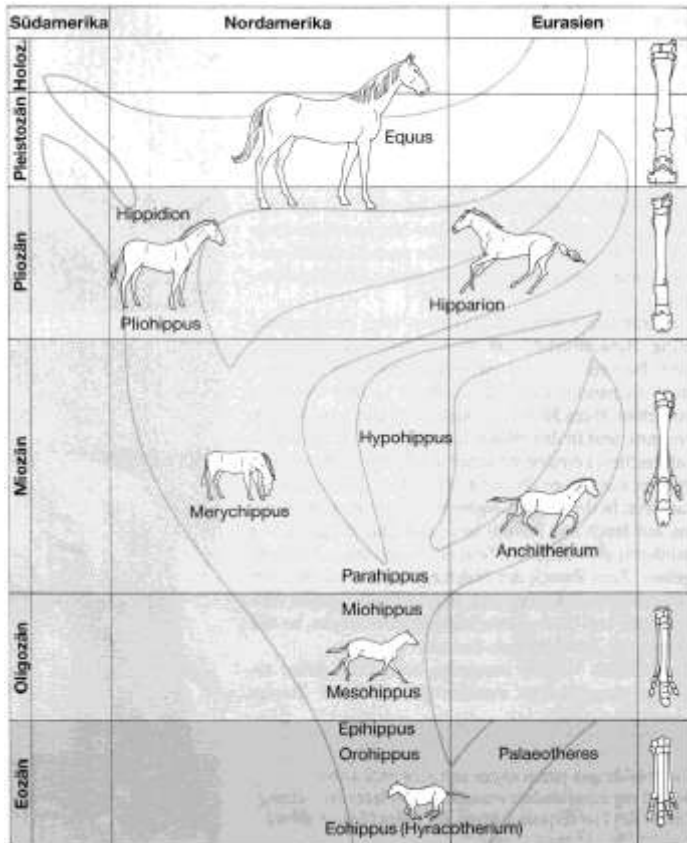 Südamerika Nordamerika Eurasien
Holoz.
Pleistozän
Equus
Hippidion
Pliozän
Pliohippus
Hipparion
Miozän
Hypohippus
Merychippus
Anchitherium
Parahippus
Oligozän
Miohippus
Mesohippus
Eozän
Epihippus
Orohippus Palaeotheres
Eohippus (Hyracotherium)